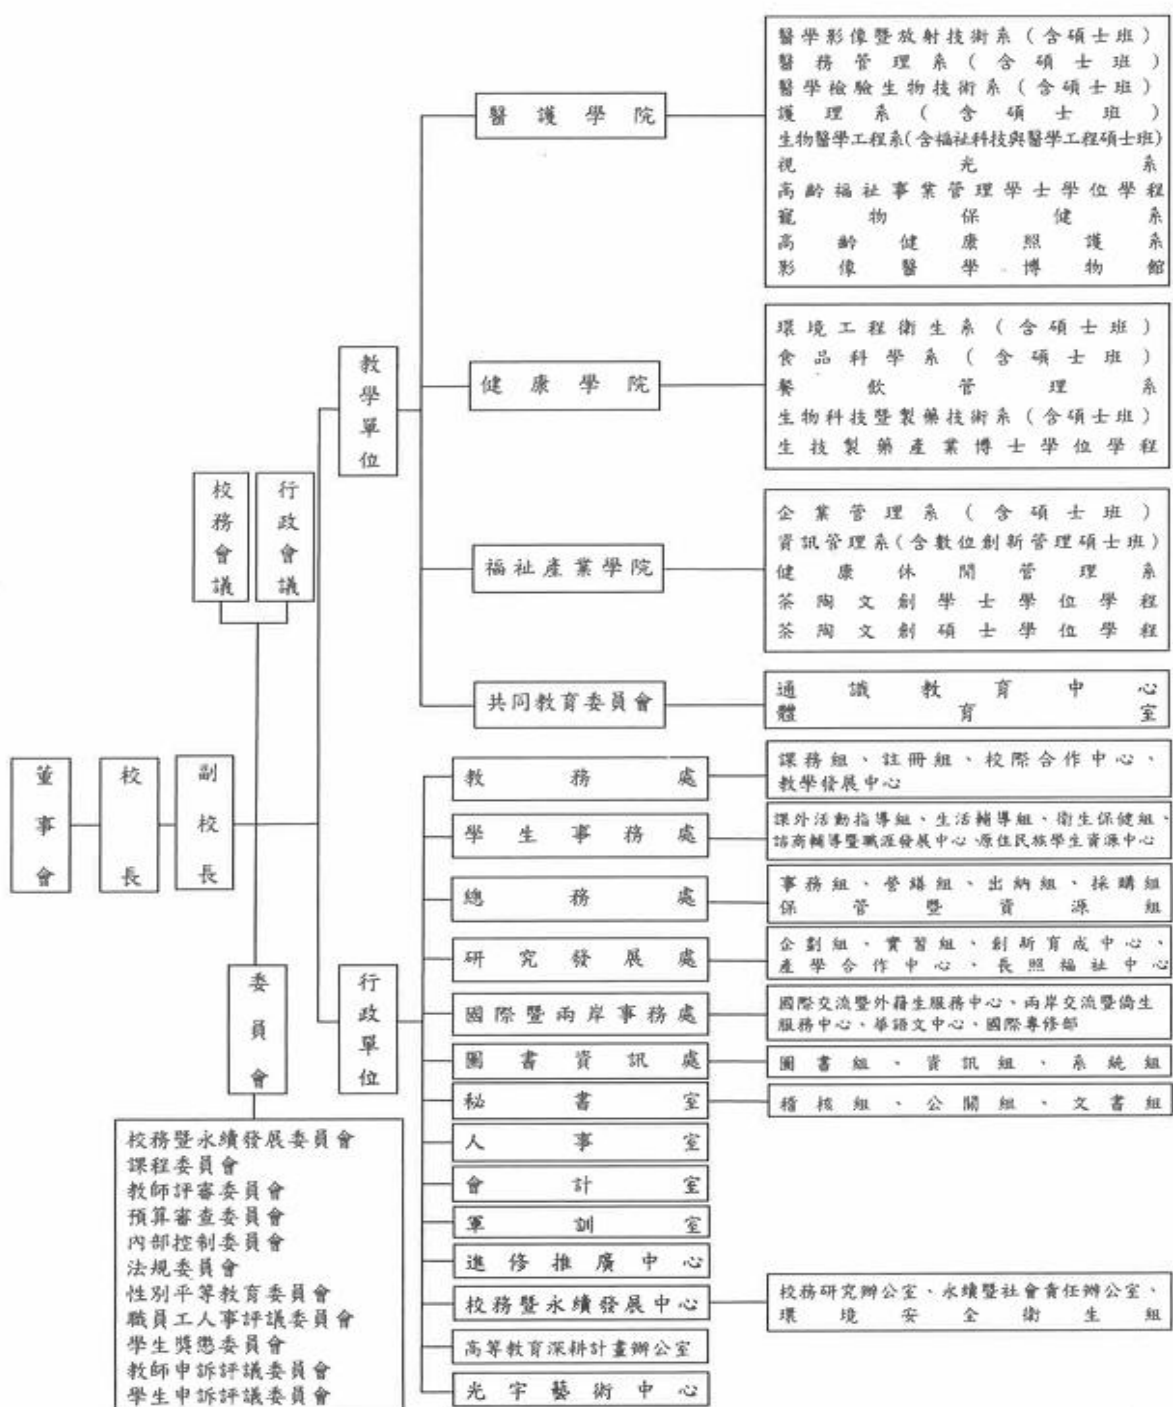 醫學影像暨放射技術系(含碩士班)
醫務管理系(含碩士班)
醫學檢驗生物技術系(含碩士班)
護理系(含碩士班)
生物醫學工程系(含福祉科技與醫學工程碩士班)
視光系
高齡福祉事業管理學士學位學程
寵物保健系
高齡健康照護系
影像醫學博物館
醫護學院
環境工程衛生系(含碩士班)
食品科學系(含碩士班)
餐飲管理系
生物科技暨製藥技術系(含碩士班)
生技製藥產業博士學位學程
健康學院
教學單位
企業管理系(含碩士班)
資訊管理系(含數位創新管理碩士班)
健康休閒管理系
茶陶文創學士學位學程
茶陶文創碩士學位學程
福祉產業學院
校務會議
行政會議
共同教育委員會
通識教育中心
體育室
董事會
校長
副校長
教務處
課務組、註冊組、校際合作中心、
教學發展中心
學生事務處
課外活動指導組、生活輔導組、衛生保健組、
諮商輔導暨職涯發展中心、原住民族學生資源中心
總務處
事務組、營繕組、出納組、採購組
保管暨資源組
研究發展處
企劃組、實習組、創新育成中心、
產學合作中心、長照福祉中心
委員會
行政單位
國際暨兩岸事務處
國際交流暨外籍生服務中心、兩岸交流暨僑生
服務中心、華語文中心、國際專修部
圖書資訊處
圖書組、資訊組、系統組
秘書室
稽核組、公關組、文書組
人事室
會計室
軍訓室
進修推廣中心
校務暨永續發展中心
校務研究辦公室、永續暨社會責任辦公室、
環境安全衛生組
高等教育深耕計畫辦公室
光宇藝術中心
校務暨永續發展委員會
課程委員會
教師評審委員會
預算審查委員會
內部控制委員會
法規委員會
性別平等教育委員會
職員工人事評議委員會
學生獎懲委員會
教師申訴評議委員會
學生申訴評議委員會